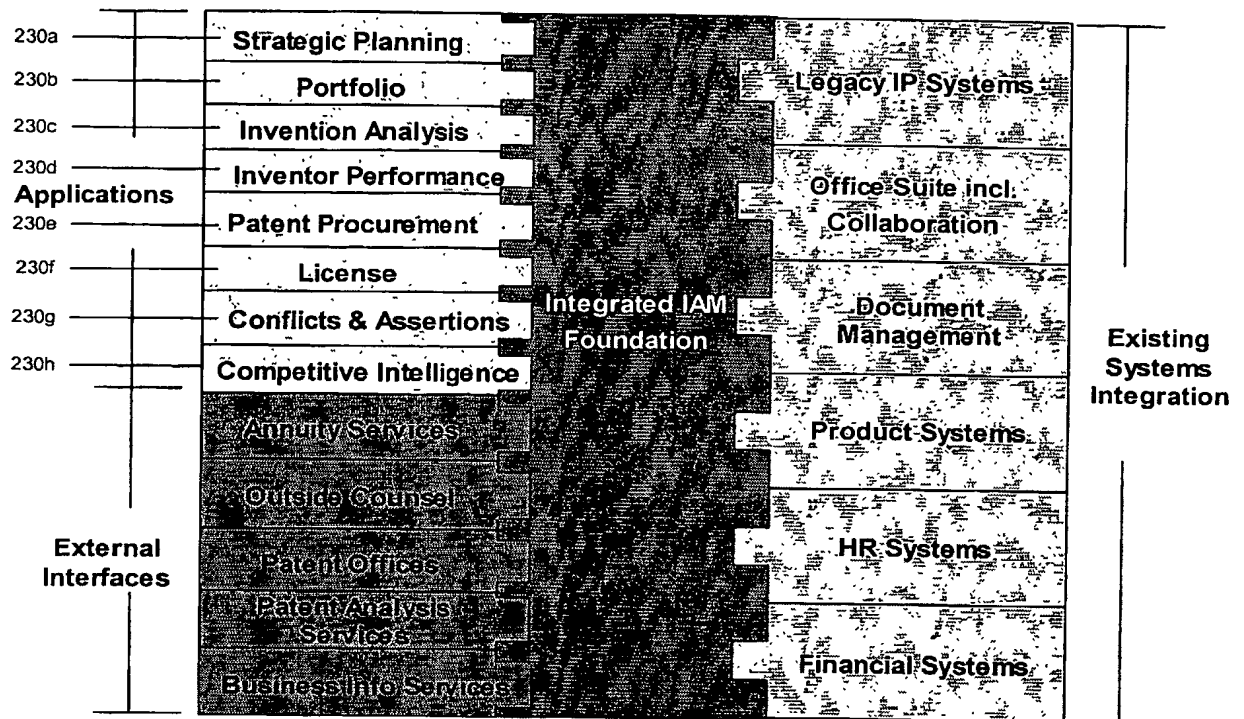 230a
Strategic Planning
230b
Portfolio
230c
Invention Analysis
230d
Inventor Performance
Applications
230e
Patent Procurement
230f
License
230g
Conflicts & Assertions
230h
Competitive Intelligence
Annuity Services
Outside Counsel
External
Interfaces
Patent Offices
Patent Analysis
Services
Business Info Services
Integrated IAM
Foundation
Legacy IP Systems
Office Suite incl.
Collaboration
Document
Management
Product Systems
HR Systems
Financial Systems
Existing
Systems
Integration